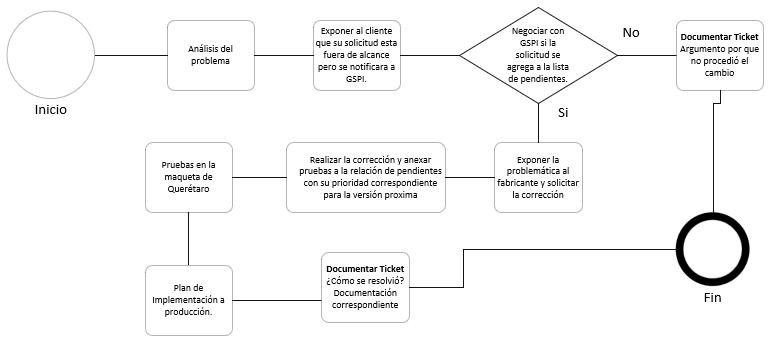 Inicio
Análisis del
problema
Exponer al cliente
que su solicitud esta
fuera de alcance
pero se notificara a
GSPI.
Negociar con
GSPI si la
solicitud se
agrega a la lista
de pendientes.
No
Documentar Ticket
Argumento por que
no procedió el
cambio
Si
Exponer la
problemática al
fabricante y solicitar
la corrección
Realizar la corrección y anexar
pruebas a la relación de pendientes
con su prioridad correspondiente
para la versión proxima
Pruebas en la
maqueta de
Querétaro
Plan de
Implementación a
producción.
Documentar Ticket
¿Cómo se resolvió?
Documentación
correspondiente
Fin